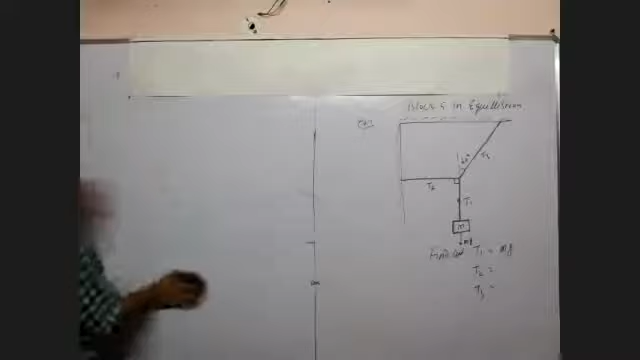 Block is in Equilibrium
60°
T3
T2
T1
m
mg
Find out T1 = mg
T2 =
T3 =